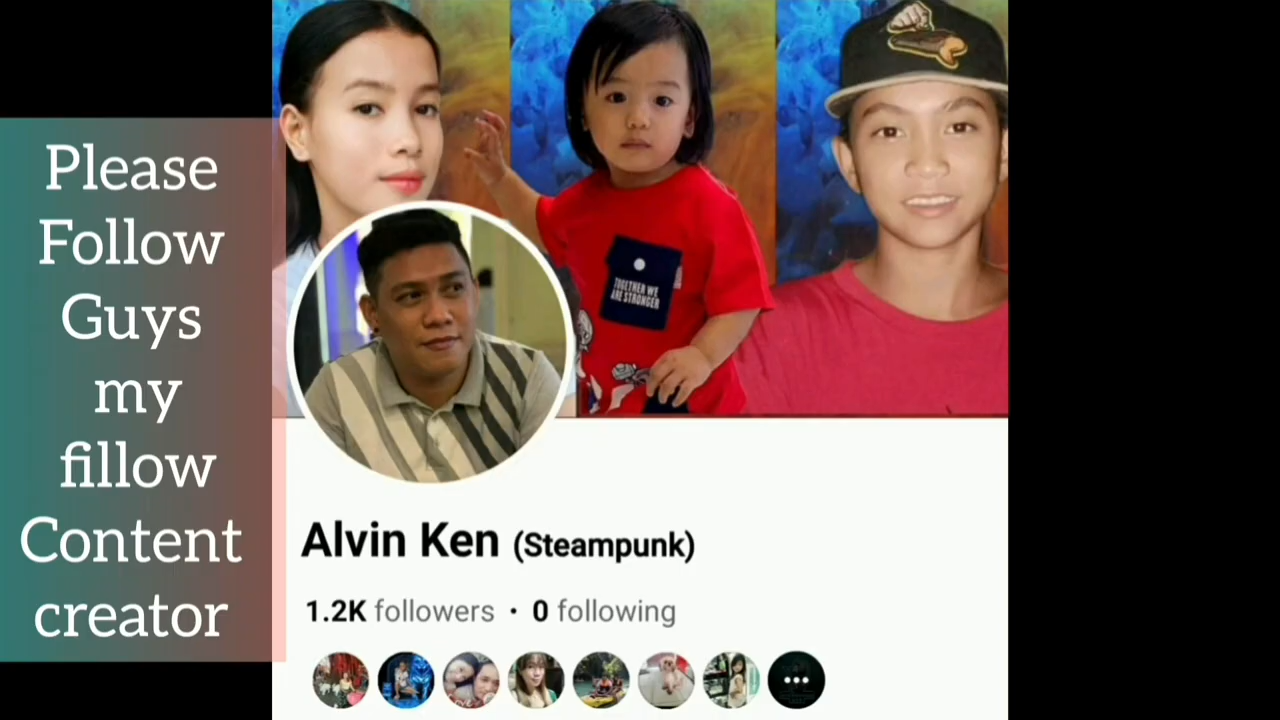 Please
Follow
Guys
my
fillow
Content
creator
TOGETHER WE
ARE STRONGER
Alvin Ken (Steampunk)
1.2K followers • 0 following